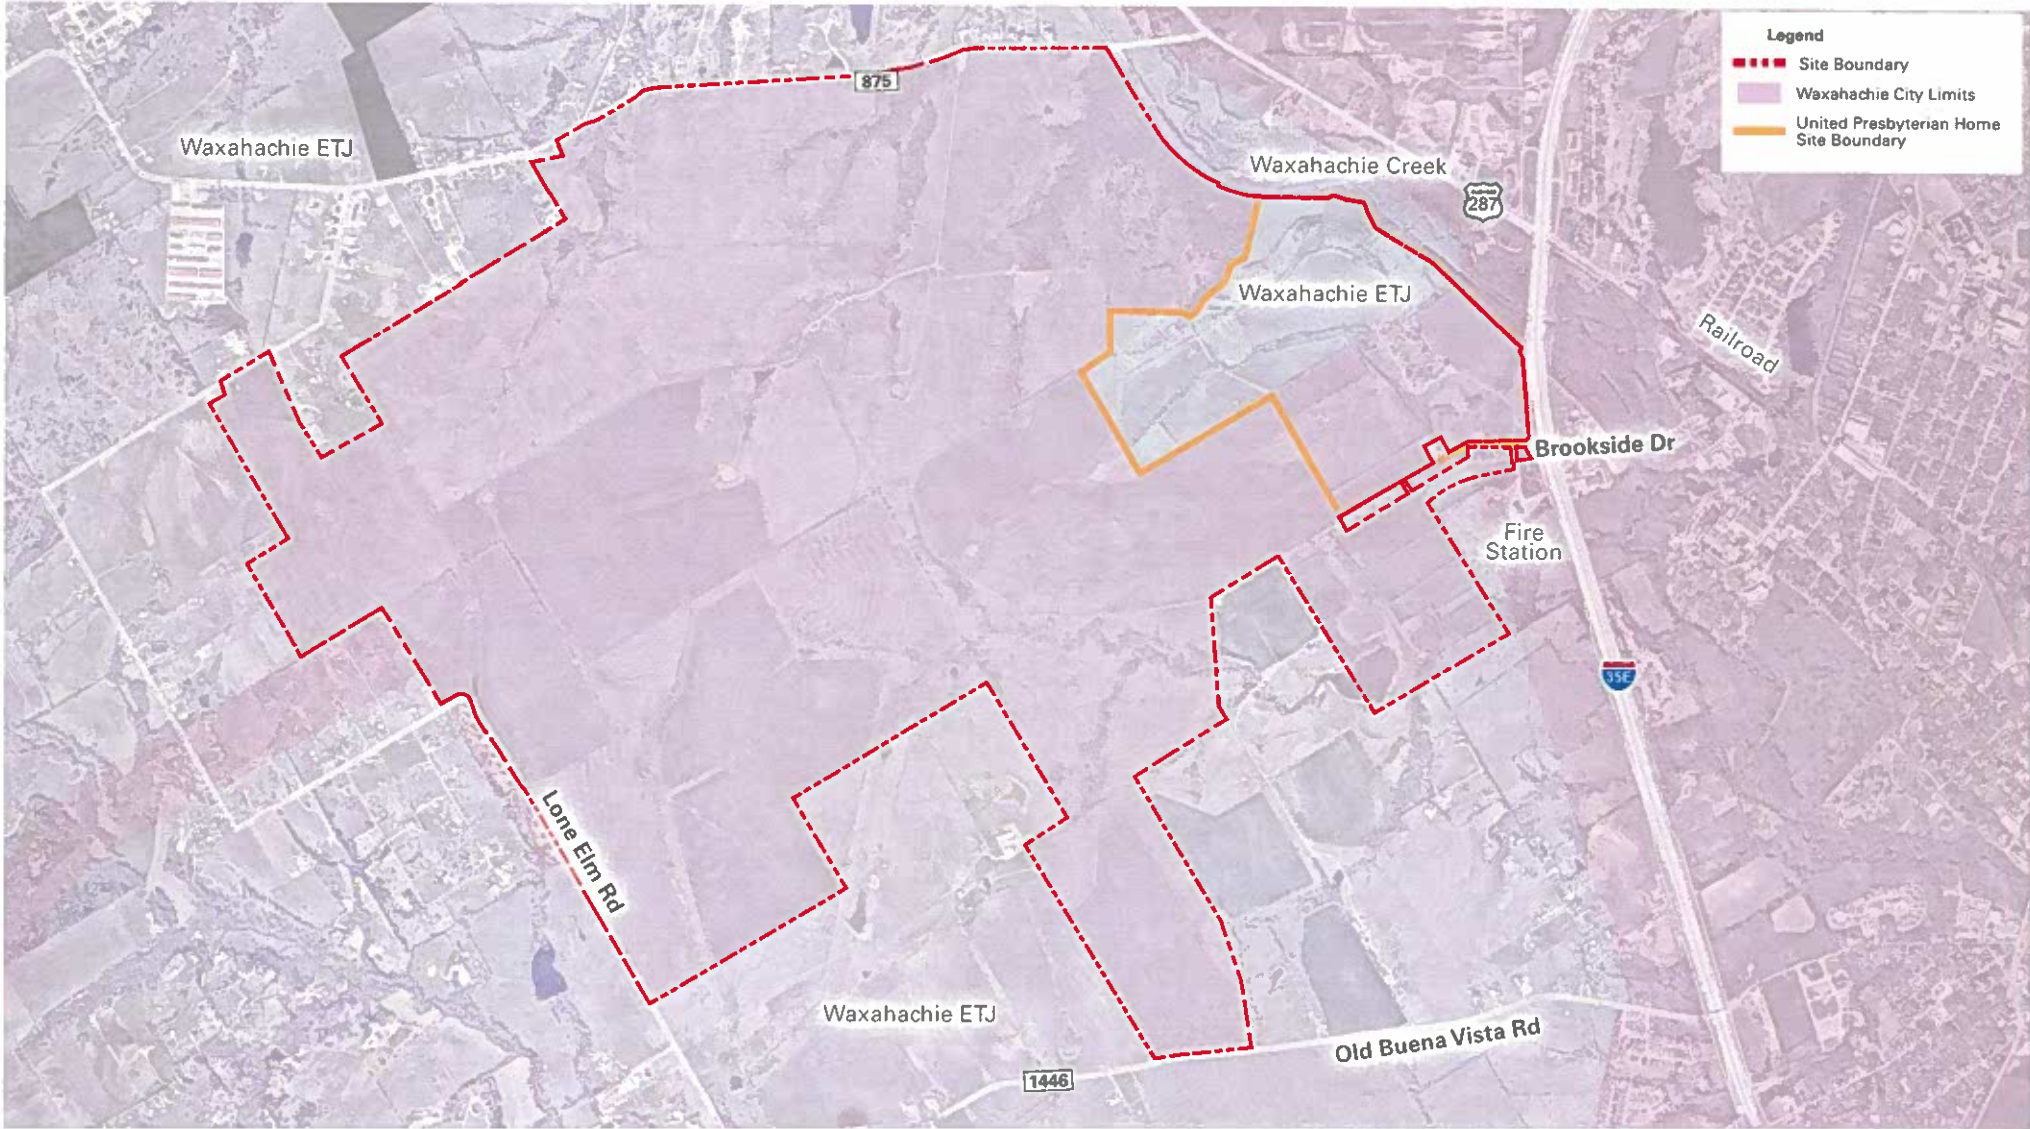 Legend
Site Boundary
Waxahachie City Limits
United Presbyterian Home
Site Boundary
875
Waxahachie ETJ
Waxahachie Creek
287
Waxahachie ETJ
Railroad
Brookside Dr
Fire
Station
35E
Lone Elm Rd
Waxahachie ETJ
Old Buena Vista Rd
1446